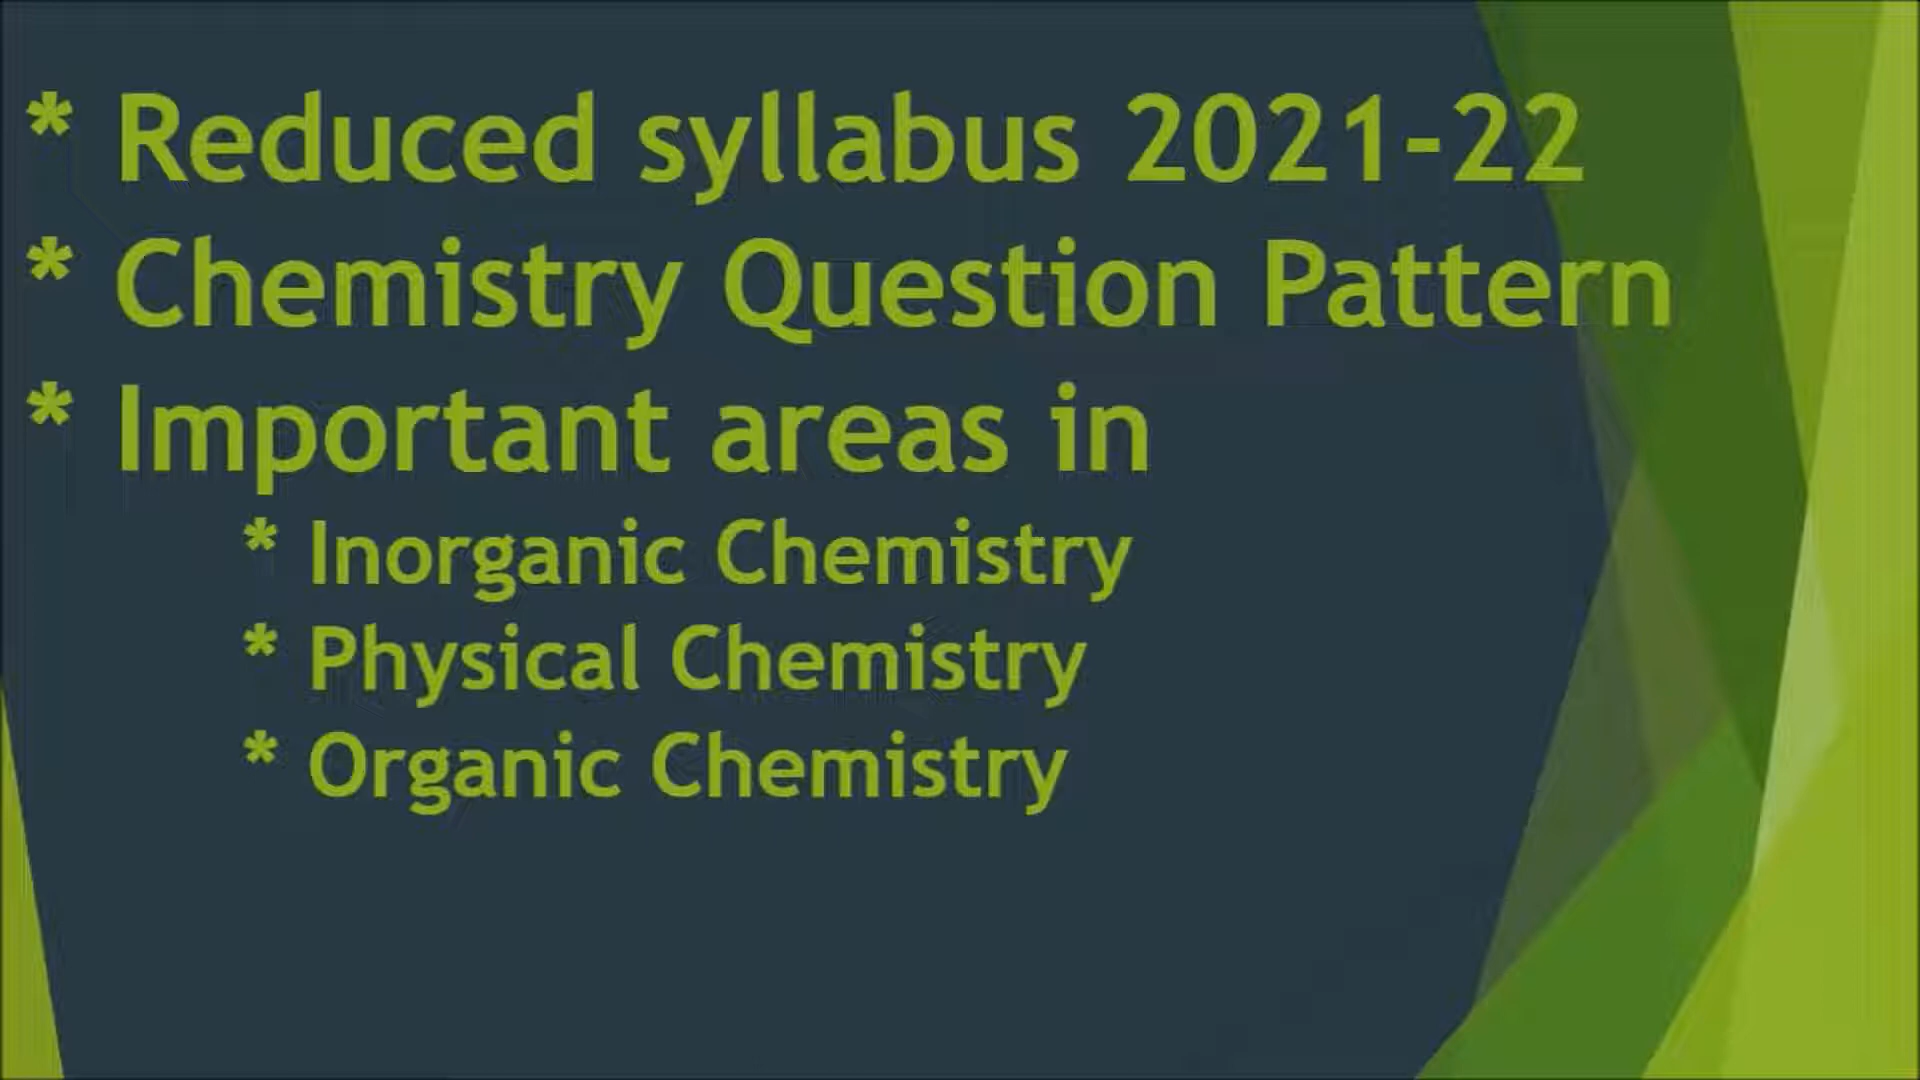 * Reduced syllabus 2021-22
* Chemistry Question Pattern
* Important areas in
* Inorganic Chemistry
* Physical Chemistry
* Organic Chemistry